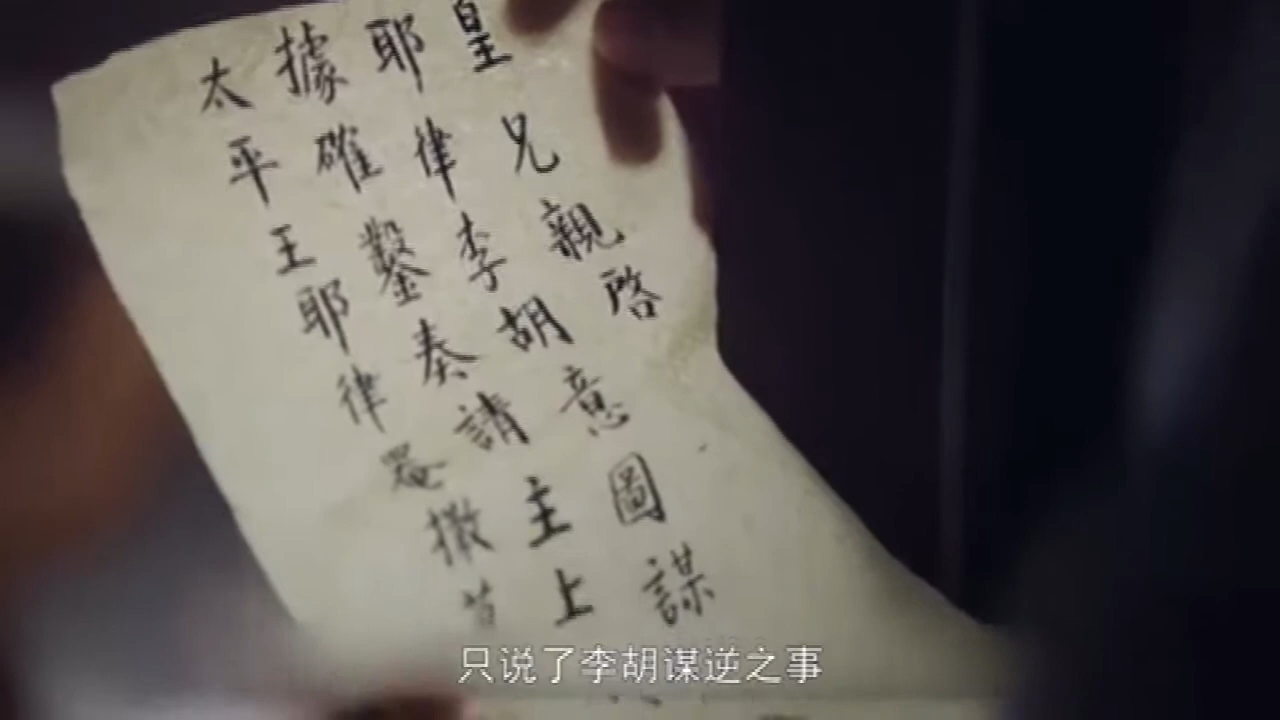 皇兄親啓
耶律李胡意圖謀
據確鑿奏請主上
太平王耶律罨撒
只说了李胡谋逆之事